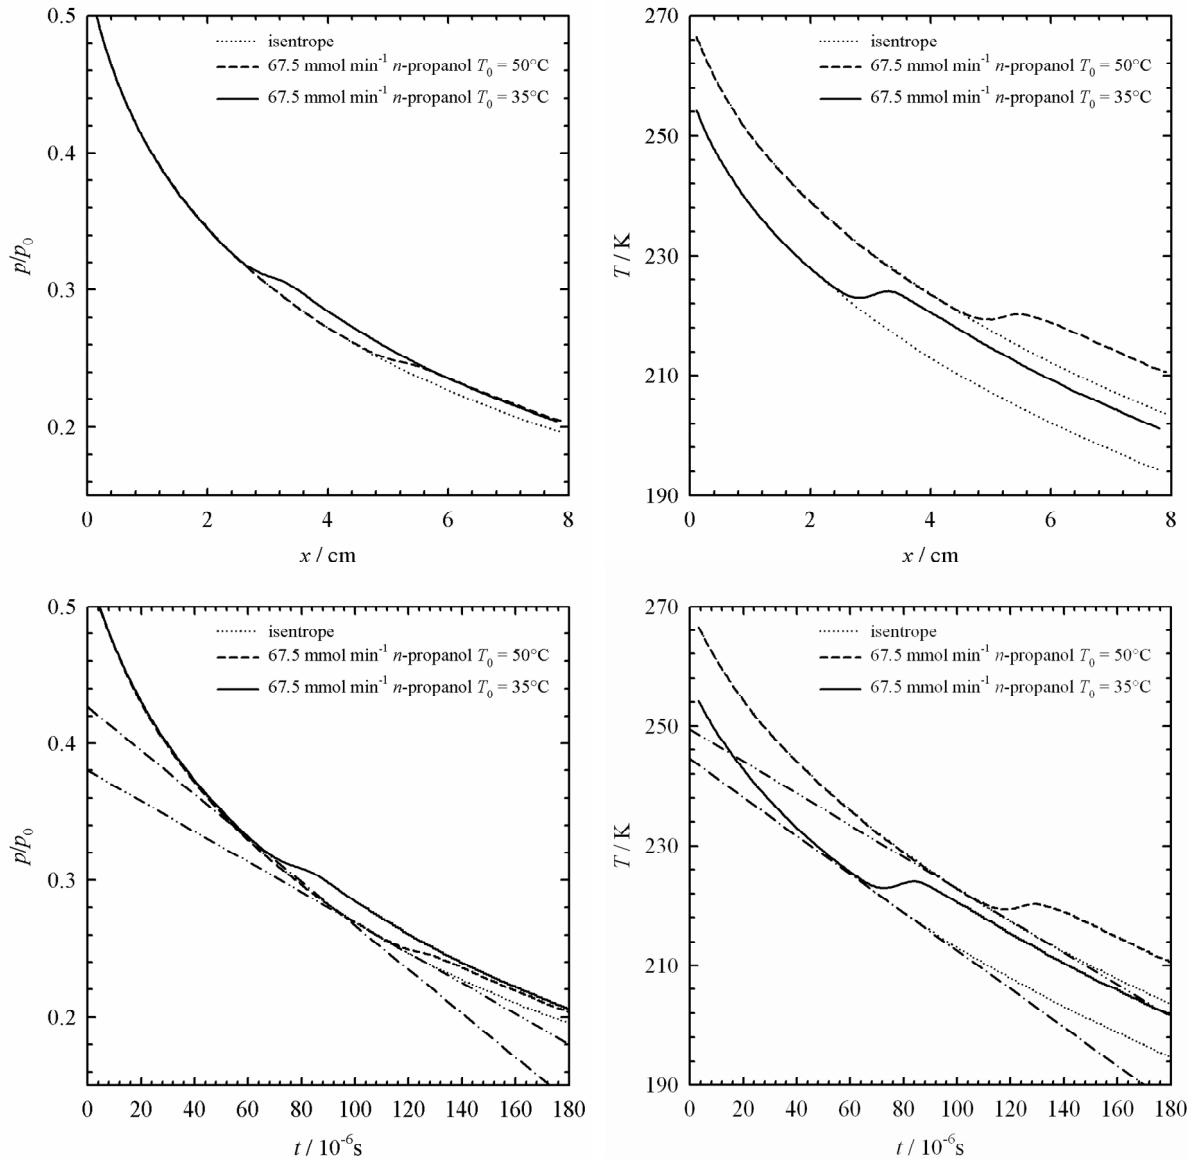 0.5
0.4
0.3
0.2
p/p₀
0 2 4 6 8
x / cm
isentrope
67.5 mmol min⁻¹ n-propanol T₀ = 50°C
67.5 mmol min⁻¹ n-propanol T₀ = 35°C
270
250
230
210
190
T / K
0 2 4 6 8
x / cm
isentrope
67.5 mmol min⁻¹ n-propanol T₀ = 50°C
67.5 mmol min⁻¹ n-propanol T₀ = 35°C
0.5
0.4
0.3
0.2
p/p₀
0 20 40 60 80 100 120 140 160 180
t / 10⁻⁶s
isentrope
67.5 mmol min⁻¹ n-propanol T₀ = 50°C
67.5 mmol min⁻¹ n-propanol T₀ = 35°C
270
250
230
210
190
T / K
0 20 40 60 80 100 120 140 160 180
t / 10⁻⁶s
isentrope
67.5 mmol min⁻¹ n-propanol T₀ = 50°C
67.5 mmol min⁻¹ n-propanol T₀ = 35°C